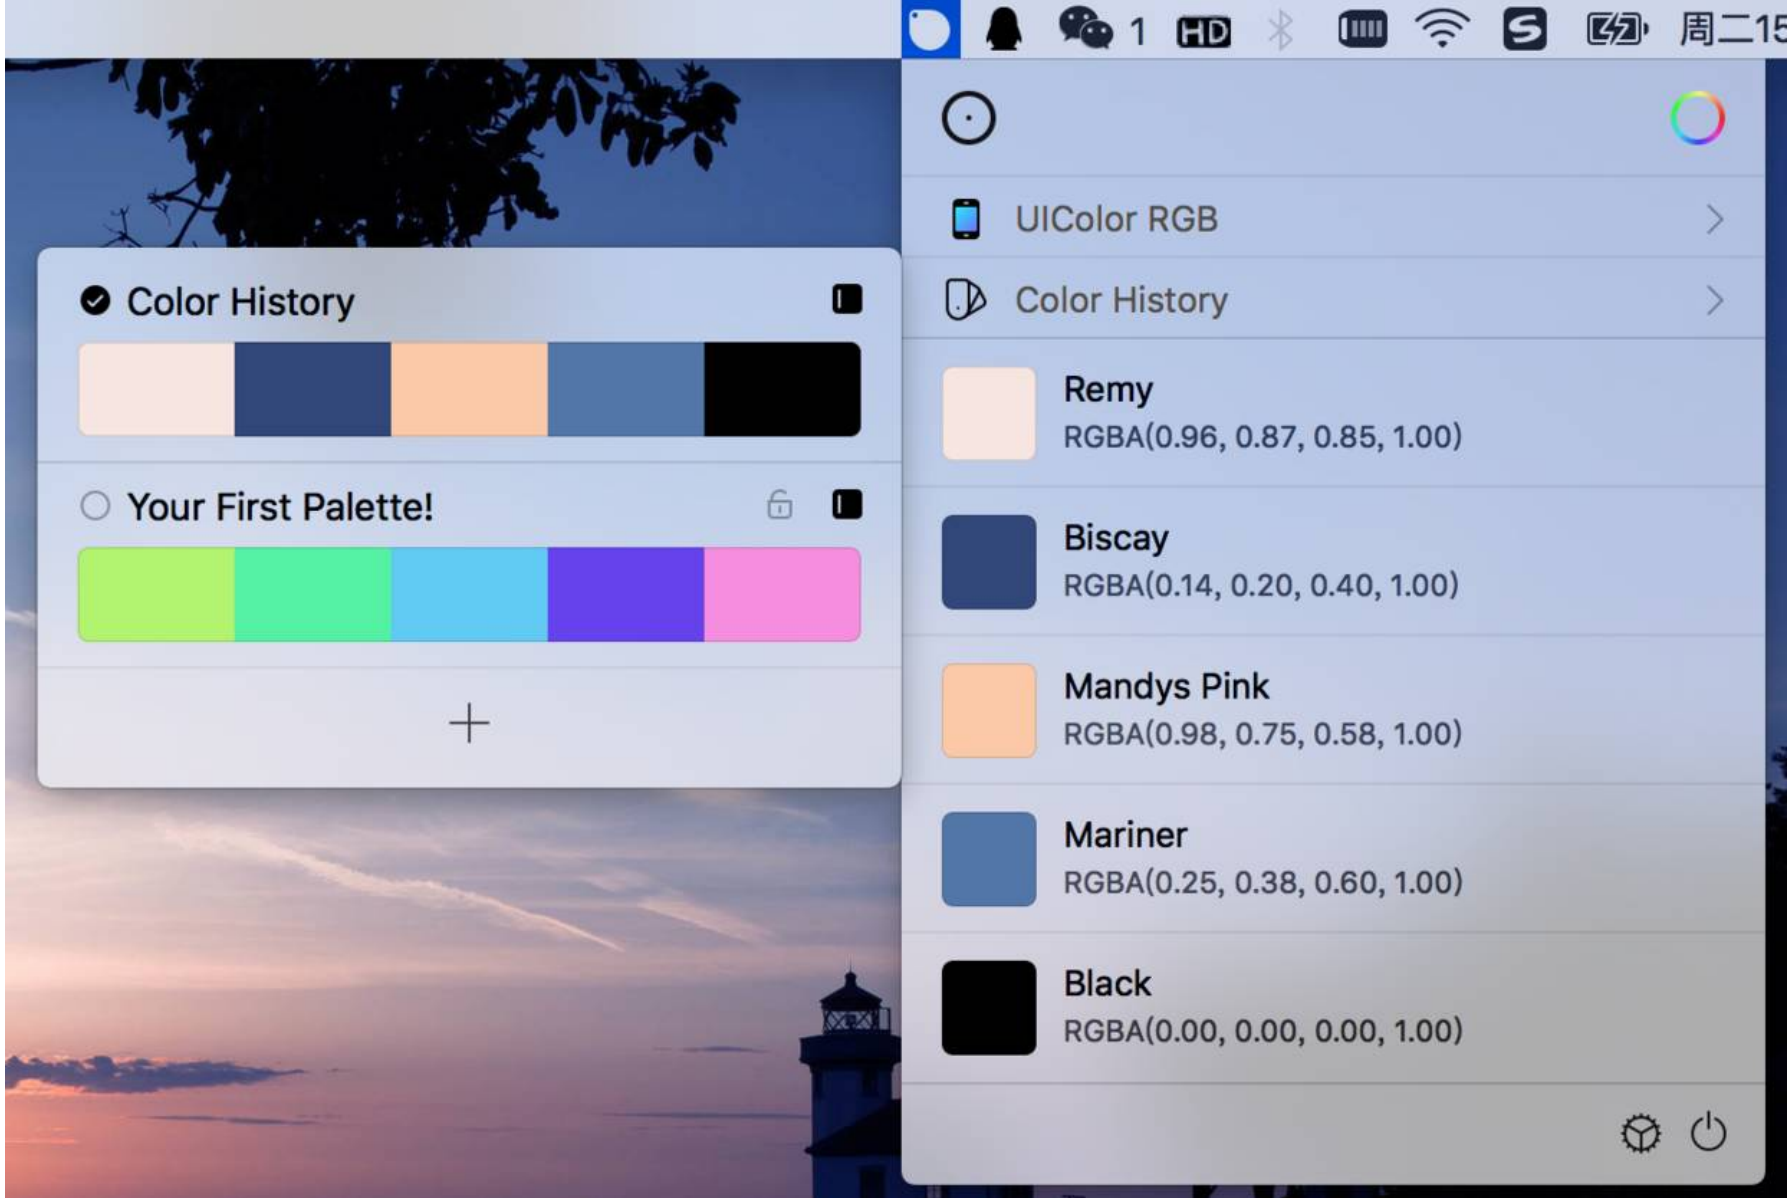 1
HD
周二15
UIColor RGB
Color History
Color History
Your First Palette!
Remy
RGBA(0.96, 0.87, 0.85, 1.00)
Biscay
RGBA(0.14, 0.20, 0.40, 1.00)
Mandys Pink
RGBA(0.98, 0.75, 0.58, 1.00)
Mariner
RGBA(0.25, 0.38, 0.60, 1.00)
Black
RGBA(0.00, 0.00, 0.00, 1.00)